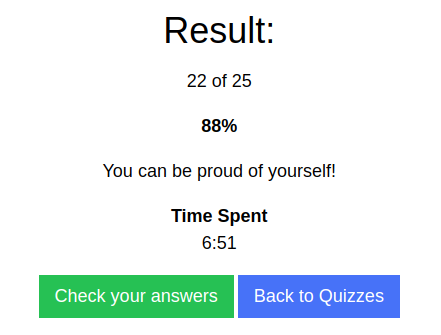 Result:
22 of 25
88%
You can be proud of yourself!
Time Spent
6:51
Check your answers
Back to Quizzes